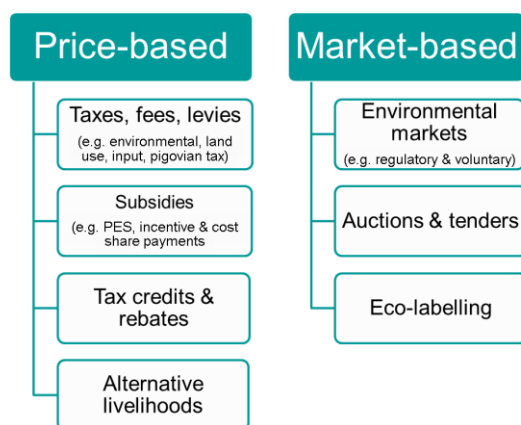 Price-based
Taxes, fees, levies
(e.g. environmental, land
use, input, pigovian tax)
Subsidies
(e.g. PES, incentive & cost
share payments
Tax credits &
rebates
Alternative
livelihoods
Market-based
Environmental
markets
(e.g. regulatory & voluntary)
Auctions & tenders
Eco-labelling